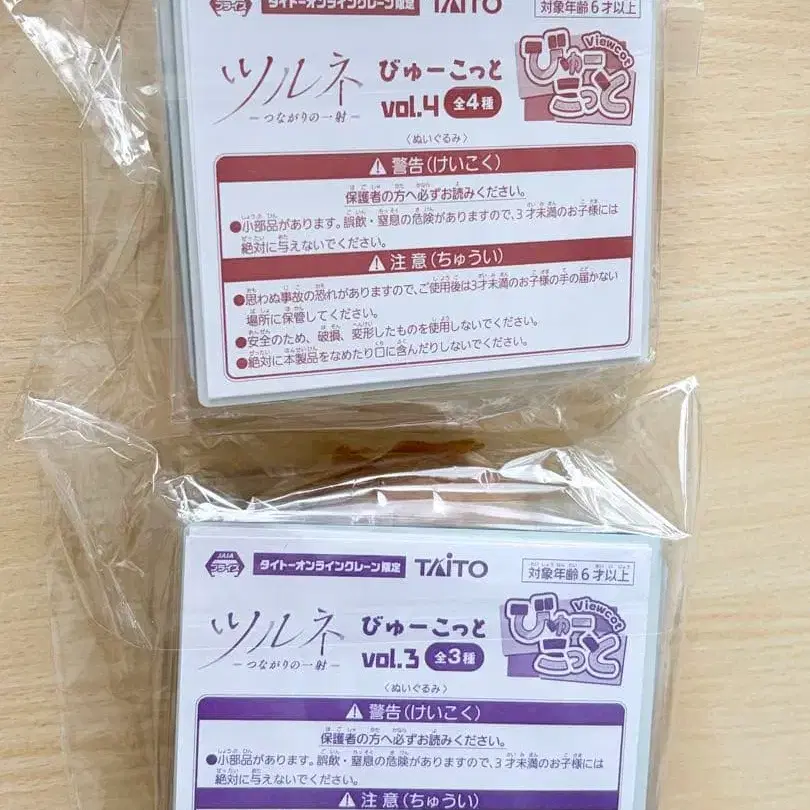 プライズ タイトーオンラインクレーン限定 TAITO 対象年齢6才以上
ツルネ
−つながりの一射−
びゅーこっと
vol.4 全4種
びゅーこっと Viewcot
〈ぬいぐるみ〉
警告(けいこく)
保護者の方へ必ずお読みください。
●小部品があります。誤飲・窒息の危険がありますので、3才未満のお子様には
絶対に与えないでください。
注意(ちゅうい)
●思わぬ事故の恐れがありますので、ご使用後は3才未満のお子様の手の届かない
場所に保管してください。
●安全のため、破損、変形したものを使用しないでください。
●絶対に本製品をなめたり口に含んだりしないでください。
JAIA プライズ タイトーオンラインクレーン限定 TAITO 対象年齢6才以上
ツルネ
−つながりの一射−
びゅーこっと
vol.3 全3種
びゅーこっと Viewcot
〈ぬいぐるみ〉
警告(けいこく)
保護者の方へ必ずお読みください。
●小部品があります。誤飲・窒息の危険がありますので、3才未満のお子様には
絶対に与えないでください。
注意(ちゅうい)